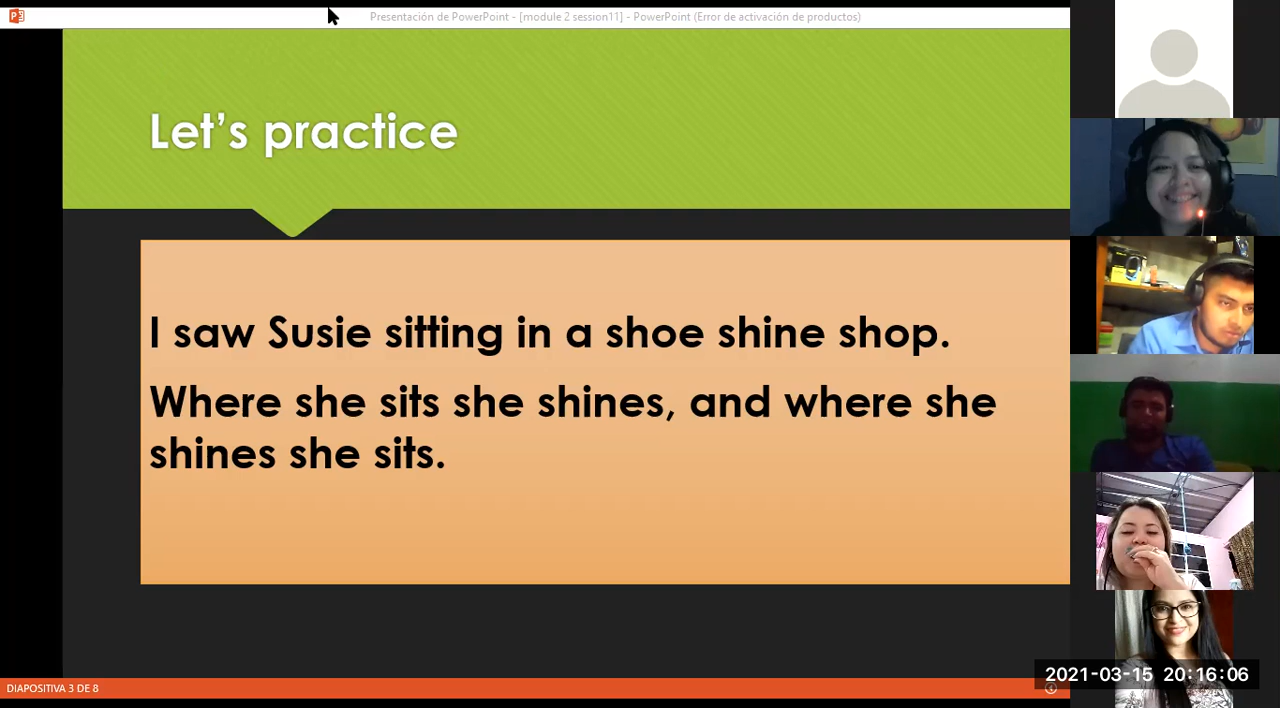 Presentación de PowerPoint - [module 2 session11] - PowerPoint (Error de activación de productos)
Let's practice
I saw Susie sitting in a shoe shine shop.
Where she sits she shines, and where she
shines she sits.
2021-03-15 20:16:06
DIAPOSITIVA 3 DE 8